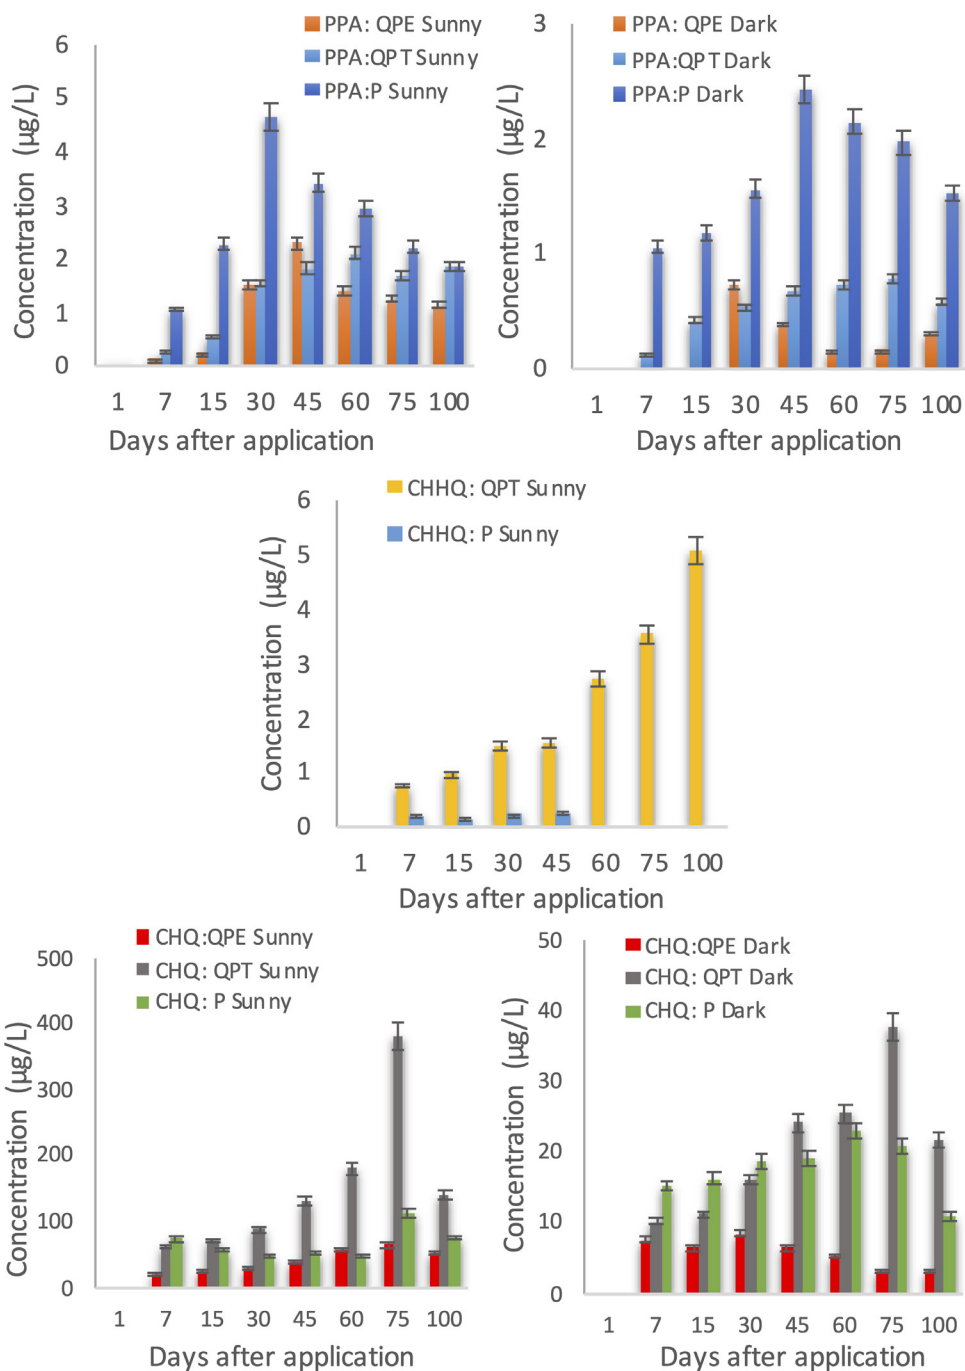 PPA: QPE Sunny
PPA:QPT Sunny
PPA:P Sunny
6
5
4
3
2
1
0
Concentration (µg/L)
1 7 15 30 45 60 75 100
Days after application
PPA: QPE Dark
PPA:QPT Dark
PPA:P Dark
3
2
1
0
Concentration (µg/L)
1 7 15 30 45 60 75 100
Days after application
CHHQ: QPT Sunny
CHHQ: P Sunny
6
5
4
3
2
1
0
Concentration (µg/L)
1 7 15 30 45 60 75 100
Days after application
CHQ:QPE Sunny
CHQ: QPT Sunny
CHQ: P Sunny
500
400
300
200
100
0
Concentration (µg/L)
1 7 15 30 45 60 75 100
Days after application
CHQ:QPE Dark
CHQ: QPT Dark
CHQ: P Dark
50
40
30
20
10
0
Concentration (µg/L)
1 7 15 30 45 60 75 100
Days after application